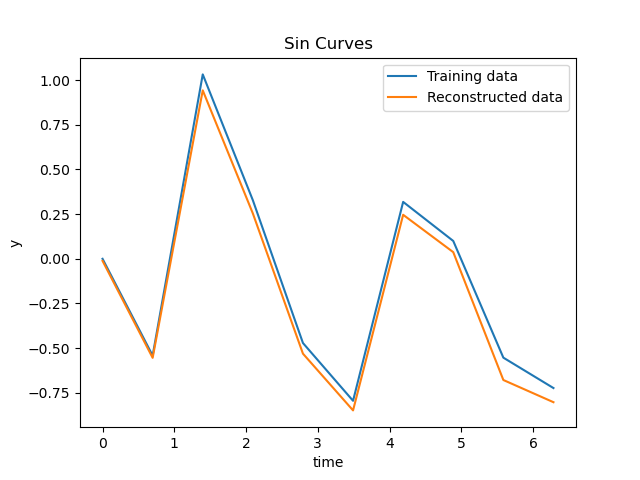 Sin Curves
Training data
Reconstructed data
1.00
0.75
0.50
0.25
0.00
−0.25
−0.50
−0.75
y
0 1 2 3 4 5 6
time